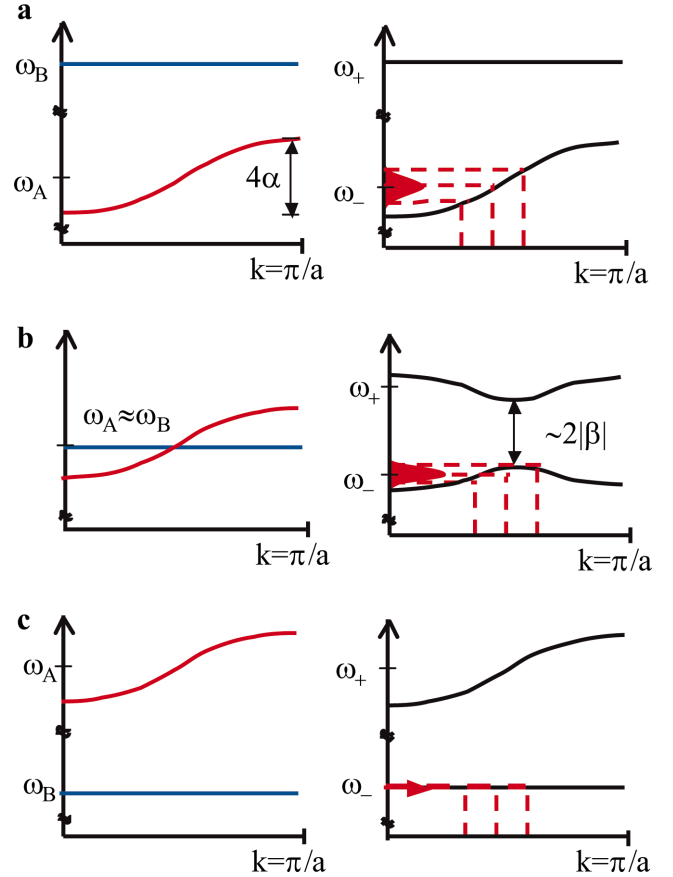 a
ω_B
ω_A
4α
k=π/a
ω_+
ω_−
k=π/a
b
ω_A≈ω_B
k=π/a
ω_+
~2|β|
ω_−
k=π/a
c
ω_A
ω_B
k=π/a
ω_+
ω_−
k=π/a